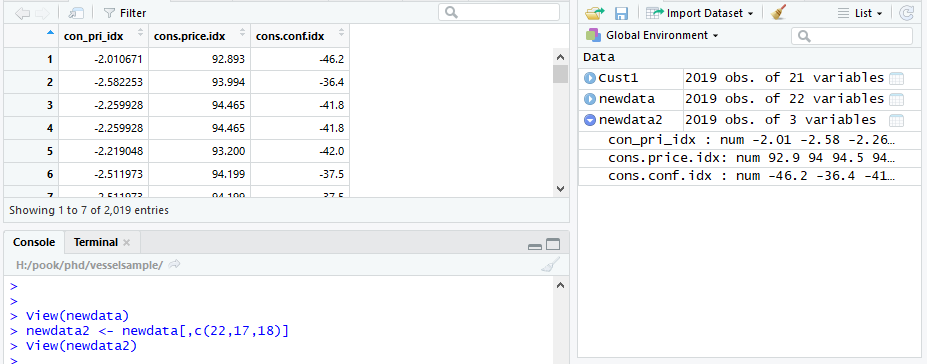 Filter
con_pri_idx cons.price.idx cons.conf.idx
1 -2.010671 92.893 -46.2
2 -2.582253 93.994 -36.4
3 -2.259928 94.465 -41.8
4 -2.259928 94.465 -41.8
5 -2.219048 93.200 -42.0
6 -2.511973 94.199 -37.5
7 -2.511973 94.199 -37.5
Showing 1 to 7 of 2,019 entries
Console Terminal
H:/pook/phd/vesselsample/
>
>
> View(newdata)
> newdata2 <- newdata[,c(22,17,18)]
> View(newdata2)
>
Import Dataset List
Global Environment
Data
Cust1 2019 obs. of 21 variables
newdata 2019 obs. of 22 variables
newdata2 2019 obs. of 3 variables
con_pri_idx : num -2.01 -2.58 -2.26…
cons.price.idx: num 92.9 94 94.5 94…
cons.conf.idx : num -46.2 -36.4 -41…